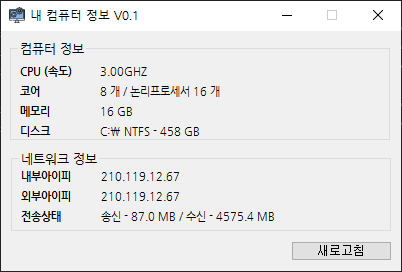 내 컴퓨터 정보 V0.1
컴퓨터 정보
CPU (속도) 3.00GHZ
코어 8 개 / 논리프로세서 16 개
메모리 16 GB
디스크 C:₩ NTFS - 458 GB
네트워크 정보
내부아이피 210.119.12.67
외부아이피 210.119.12.67
전송상태 송신 - 87.0 MB / 수신 - 4575.4 MB
새로고침